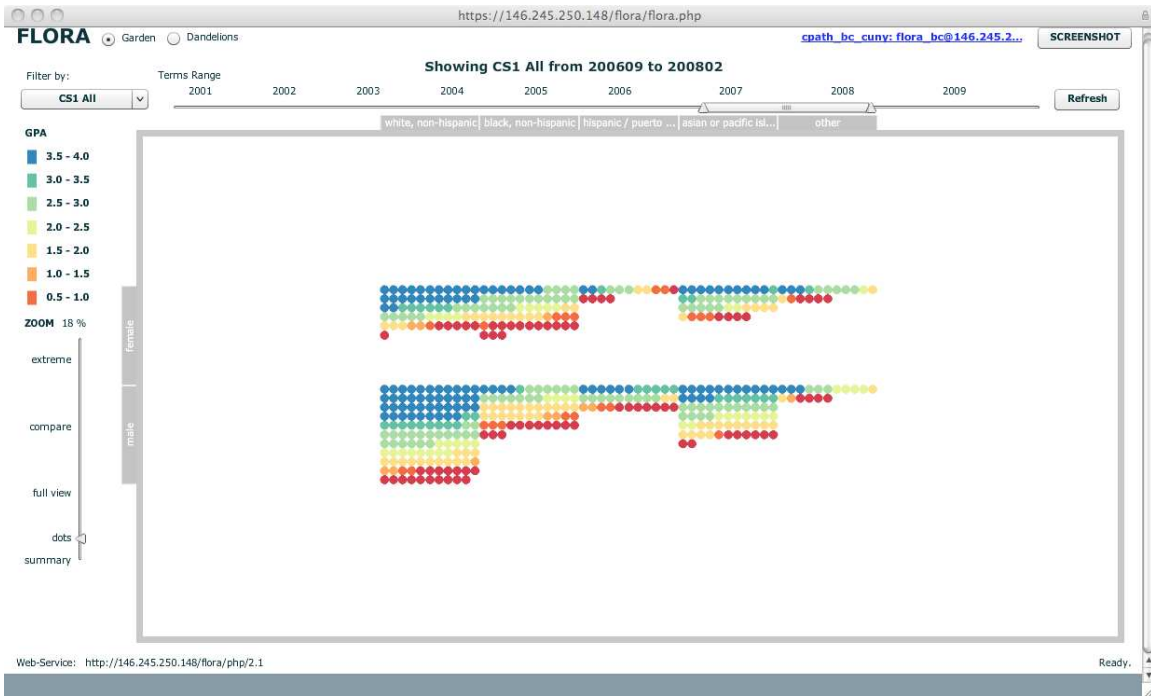 https://146.245.250.148/flora/flora.php
FLORA Garden Dandelions cpath_bc_cuny: flora_bc@146.245.2... SCREENSHOT
Showing CS1 All from 200609 to 200802
Filter by: Terms Range
CS1 All 2001 2002 2003 2004 2005 2006 2007 2008 2009 Refresh
white, non-hispanic black, non-hispanic hispanic / puerto ... asian or pacific isl... other
GPA
3.5 - 4.0
3.0 - 3.5
2.5 - 3.0
2.0 - 2.5
1.5 - 2.0
1.0 - 1.5
0.5 - 1.0
ZOOM 18 %
female
extreme
compare
male
full view
dots
summary
Web-Service: http://146.245.250.148/flora/php/2.1 Ready.